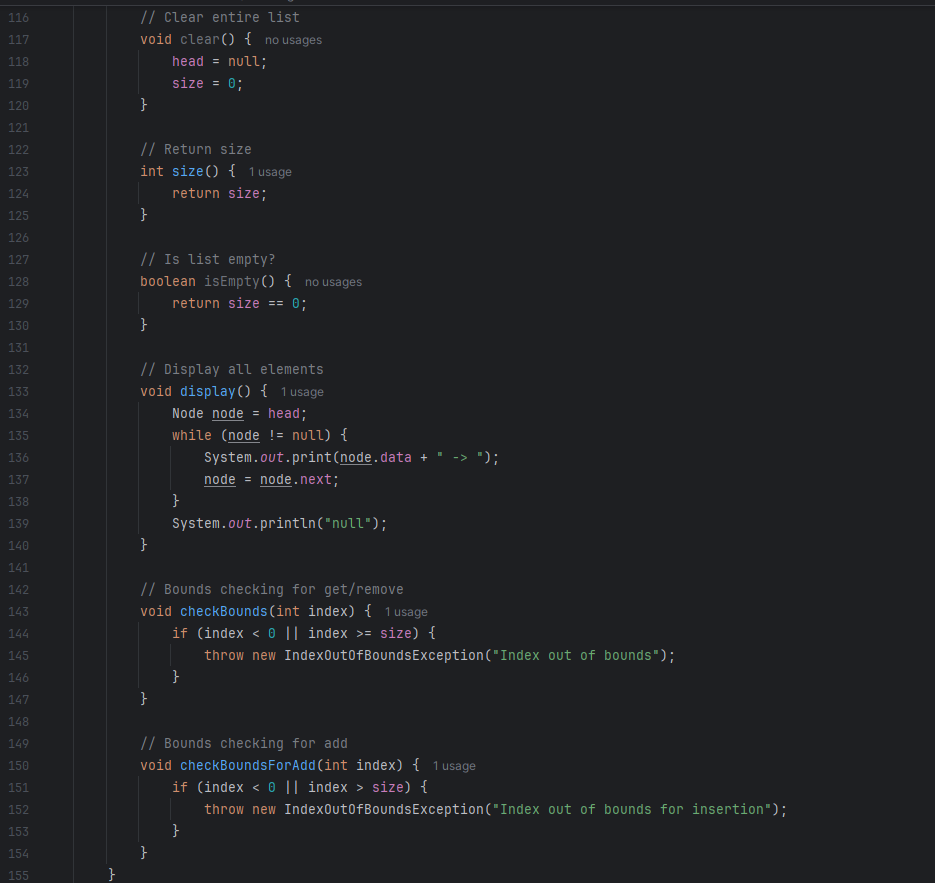 116 // Clear entire list
117 void clear() { no usages
118 head = null;
119 size = 0;
120 }
121
122 // Return size
123 int size() { 1 usage
124 return size;
125 }
126
127 // Is list empty?
128 boolean isEmpty() { no usages
129 return size == 0;
130 }
131
132 // Display all elements
133 void display() { 1 usage
134 Node node = head;
135 while (node != null) {
136 System.out.print(node.data + " -> ");
137 node = node.next;
138 }
139 System.out.println("null");
140 }
141
142 // Bounds checking for get/remove
143 void checkBounds(int index) { 1 usage
144 if (index < 0 || index >= size) {
145 throw new IndexOutOfBoundsException("Index out of bounds");
146 }
147 }
148
149 // Bounds checking for add
150 void checkBoundsForAdd(int index) { 1 usage
151 if (index < 0 || index > size) {
152 throw new IndexOutOfBoundsException("Index out of bounds for insertion");
153 }
154 }
155 }